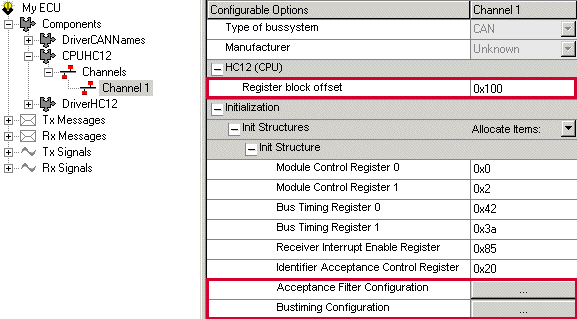 My ECU
Components
DriverCANNames
CPUHC12
Channels
Channel 1
DriverHC12
Tx Messages
Rx Messages
Tx Signals
Rx Signals
Configurable Options Channel 1
Type of bussystem CAN
Manufacturer Unknown
HC12 (CPU)
Register block offset 0x100
Initialization
Init Structures Allocate Items:
Init Structure
Module Control Register 0 0x0
Module Control Register 1 0x2
Bus Timing Register 0 0x42
Bus Timing Register 1 0x3a
Receiver Interrupt Enable Register 0x85
Identifier Acceptance Control Register 0x20
Acceptance Filter Configuration ...
Bustiming Configuration ...